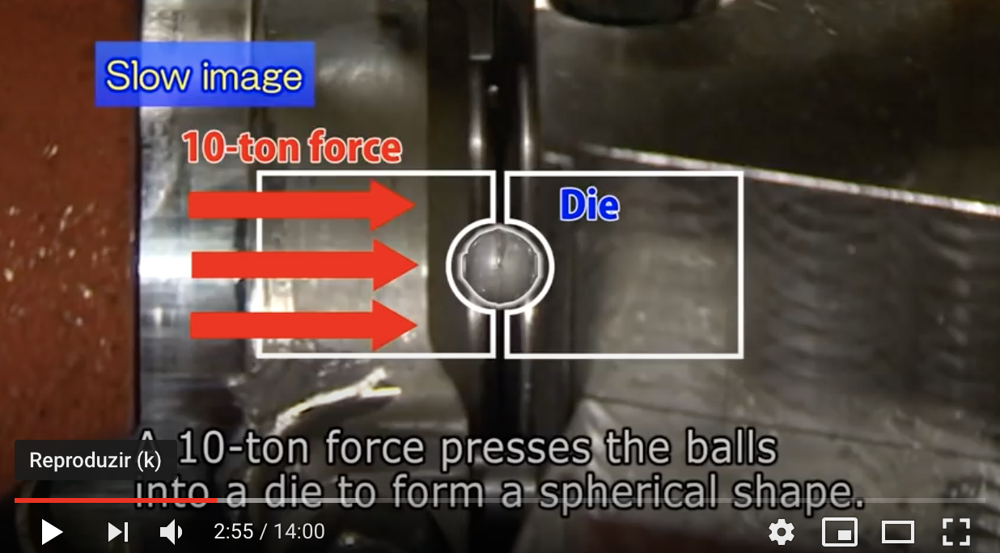 Slow image
10-ton force
Die
A 10-ton force presses the balls
into a die to form a spherical shape.
Reproduzir (k)
2:55 / 14:00